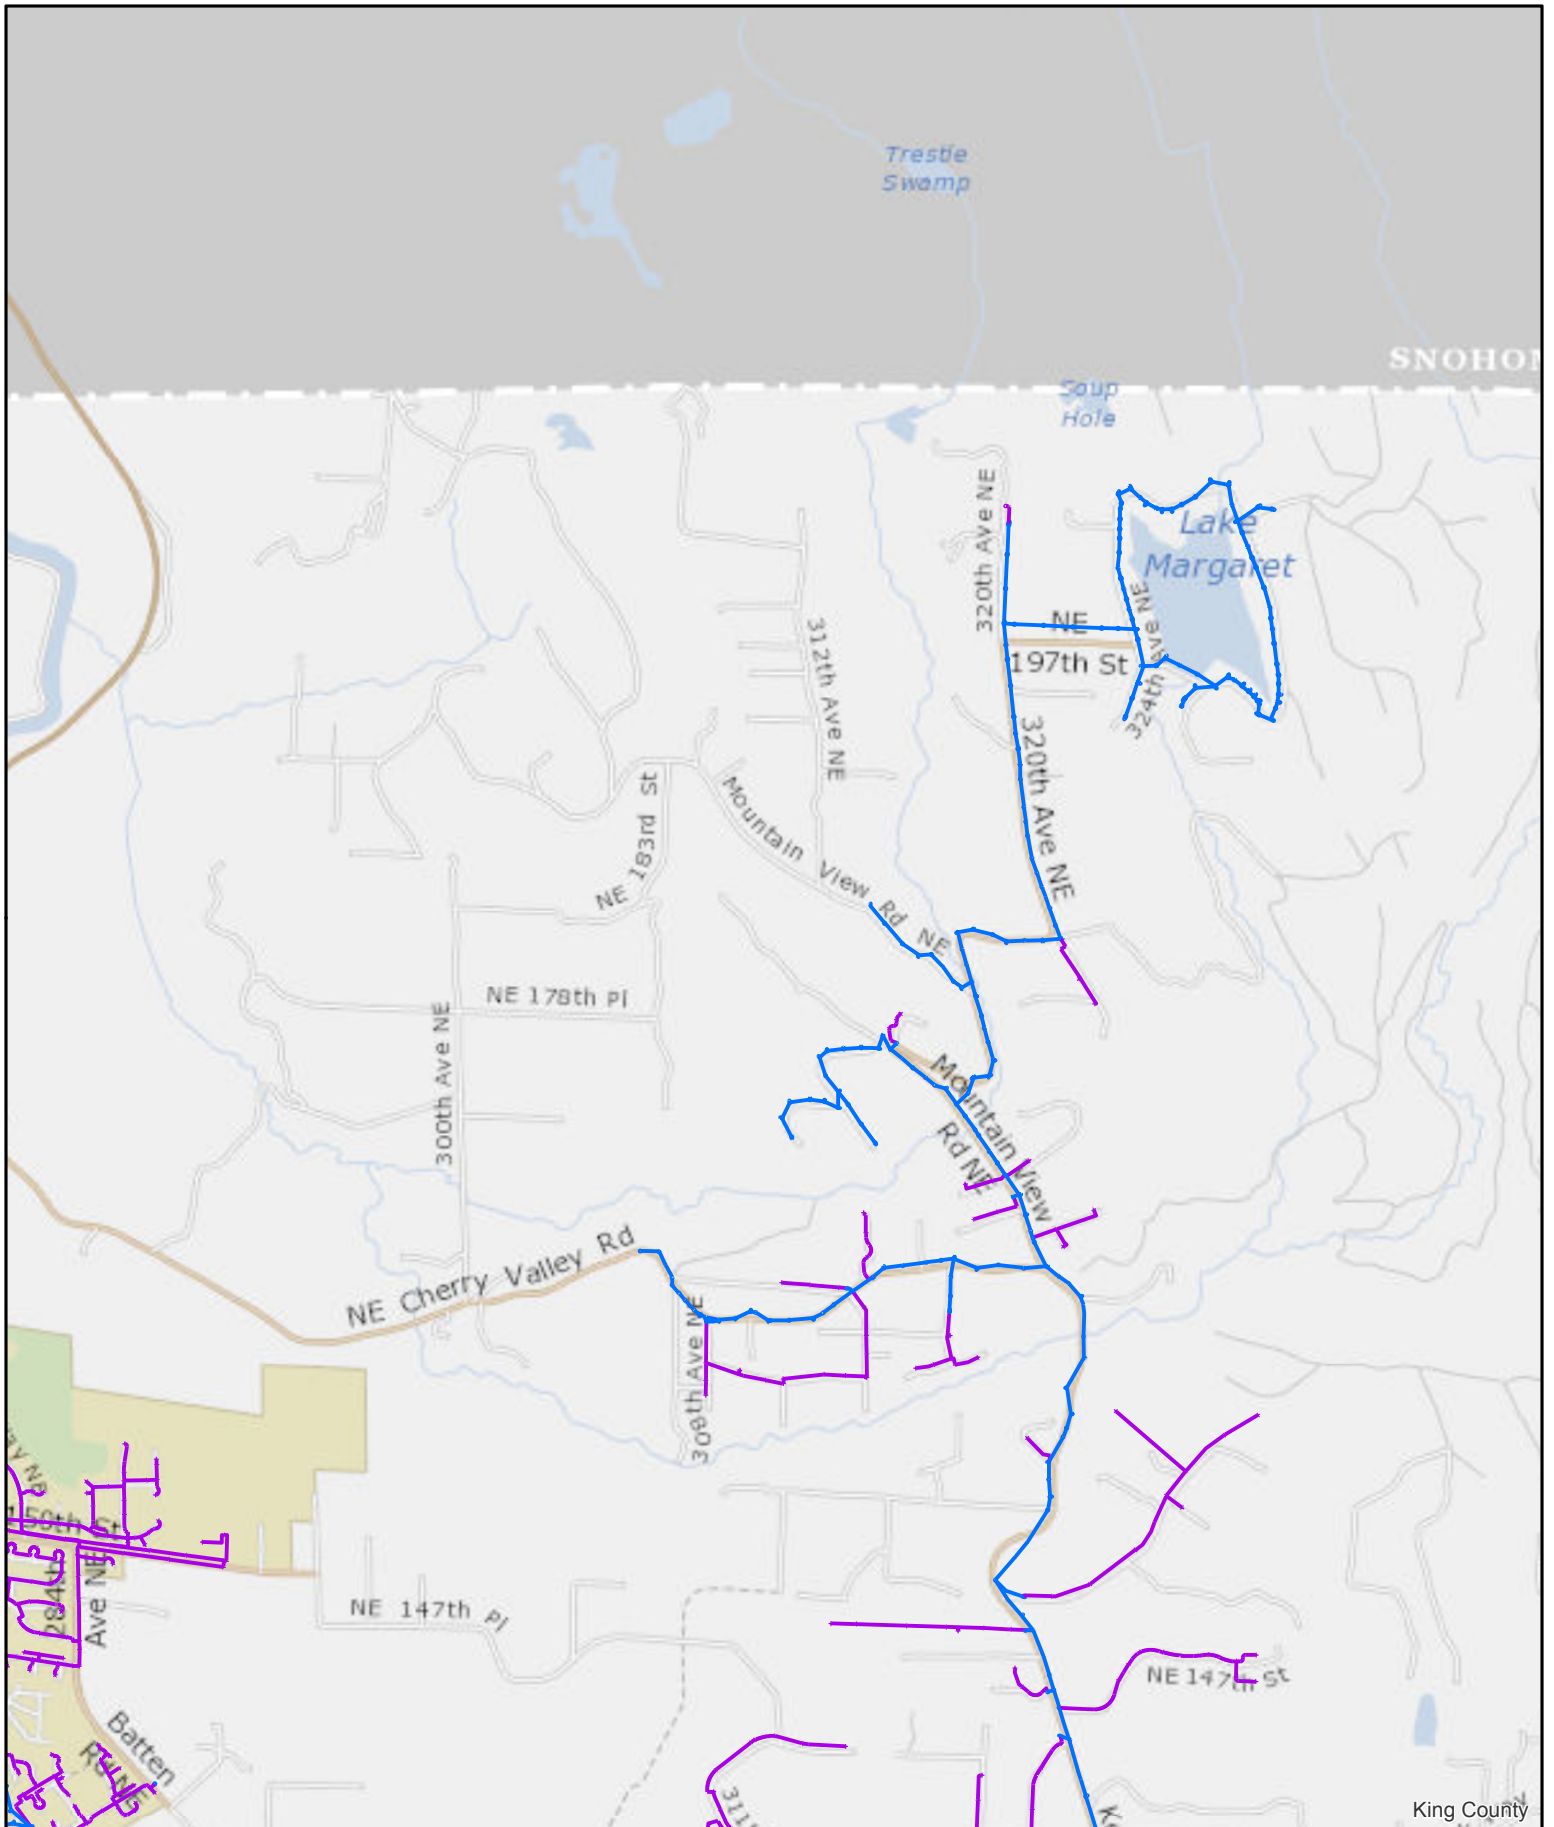 Trestle
Swamp
SNOHOM
Soup
Hole
320th Ave NE
Lake
Margaret
NE
197th St
324th Ave NE
312th Ave NE
320th Ave NE
NE 183rd St
Mountain View Rd NE
NE 178th Pl
300th Ave NE
Mountain View
Rd NE
NE Cherry Valley Rd
308th Ave NE
150th St
284th
Ave NE
NE 147th Pl
NE 147th St
Batten
Rd NE
311t
Ke
King County